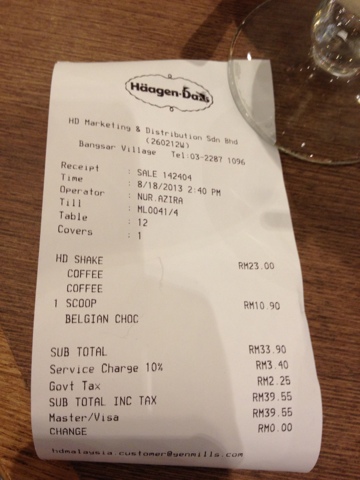 Häagen-Dazs
HD Marketing & Distribution Sdn Bhd
(260212W)
Bangsar Village Tel:03-2287 1096
Receipt : SALE 142404
Time : 8/18/2013 2:40 PM
Operator : NUR.AZIRA
Till : ML0041/4
Table : 12
Covers : 1
HD SHAKE RM23.00
COFFEE
COFFEE
1 SCOOP RM10.90
BELGIAN CHOC
SUB TOTAL RM33.90
Service Charge 10% RM3.40
Govt Tax RM2.25
SUB TOTAL INC TAX RM39.55
Master/Visa RM39.55
CHANGE RM0.00
hdmalaysia.customer@genmills.com